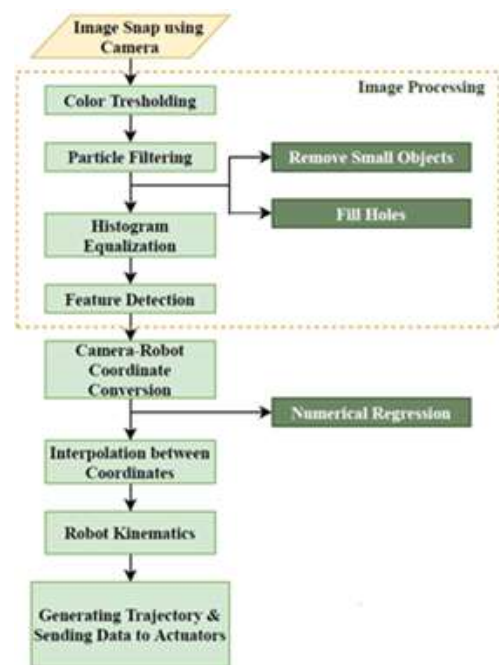 Image Snap using
Camera
Image Processing
Color Tresholding
Particle Filtering
Remove Small Objects
Fill Holes
Histogram
Equalization
Feature Detection
Camera-Robot
Coordinate
Conversion
Numerical Regression
Interpolation between
Coordinates
Robot Kinematics
Generating Trajectory &
Sending Data to Actuators